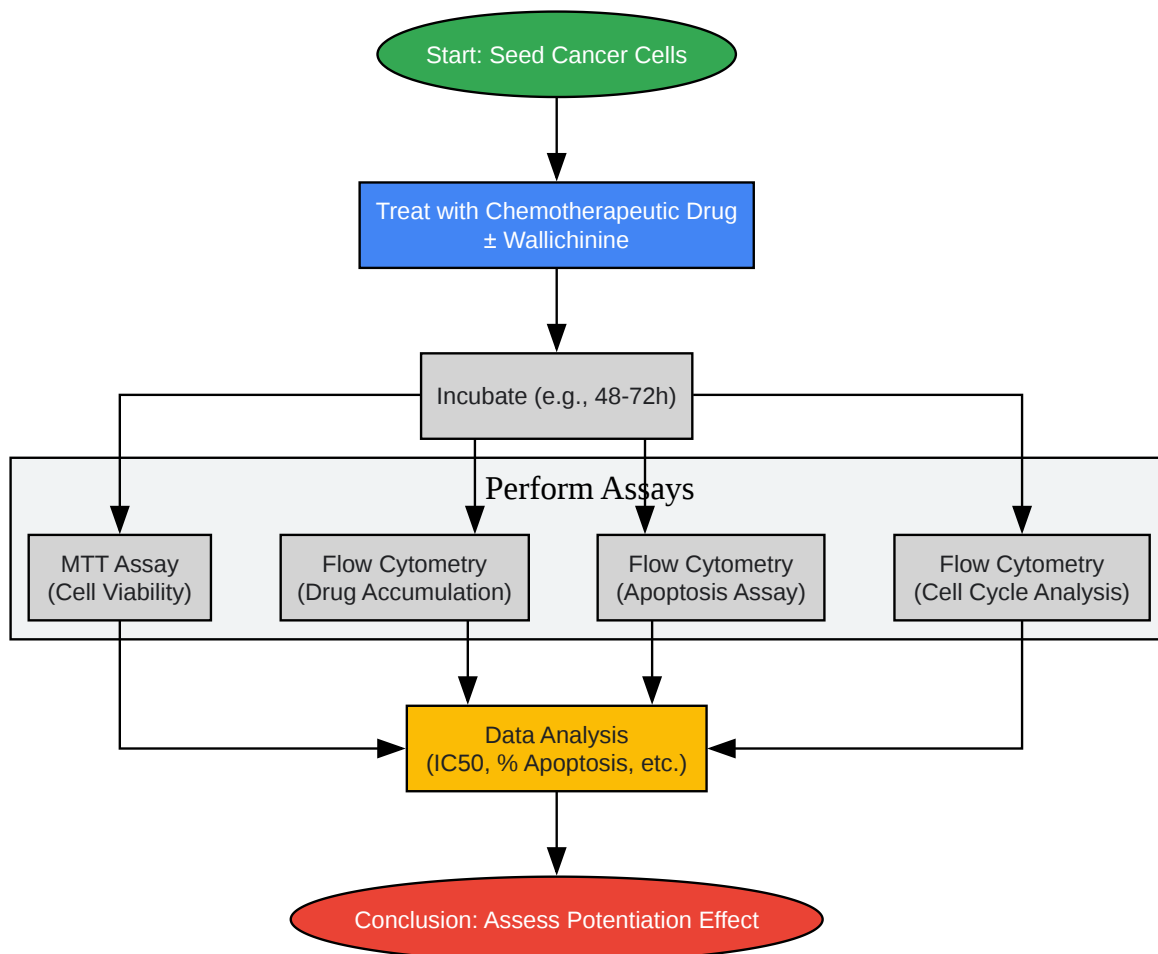 Start: Seed Cancer Cells
Treat with Chemotherapeutic Drug
± Wallichinine
Incubate (e.g., 48-72h)
Perform Assays
MTT Assay
(Cell Viability)
Flow Cytometry
(Drug Accumulation)
Flow Cytometry
(Apoptosis Assay)
Flow Cytometry
(Cell Cycle Analysis)
Data Analysis
(IC50, % Apoptosis, etc.)
Conclusion: Assess Potentiation Effect